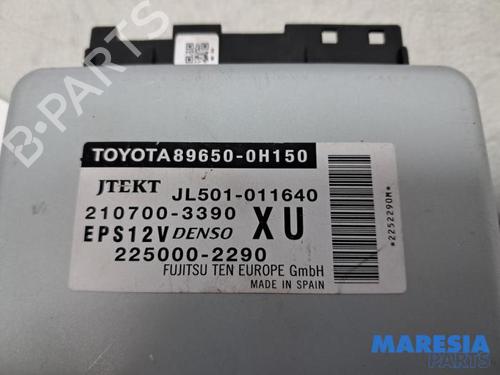 TOYOTA89650-0H150
JTEKT JL501-011640
210700-3390 XU
EPS12V DENSO
225000-2290
FUJITSU TEN EUROPE GmbH
MADE IN SPAIN
*2252290M*
B-PARTS
MARESIA
PARTS